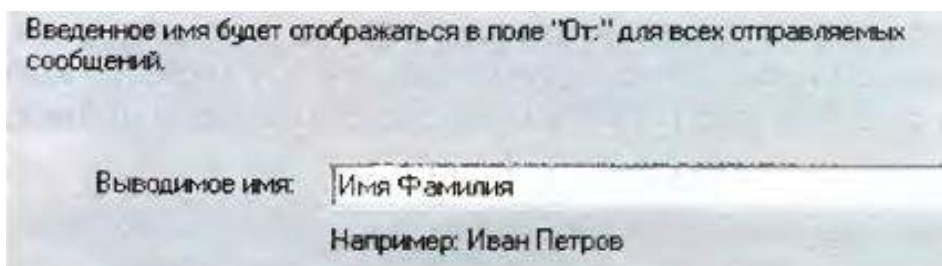 Введенное имя будет отображаться в поле "От:" для всех отправляемых
сообщений.
Выводимое имя: Имя Фамилия
Например: Иван Петров